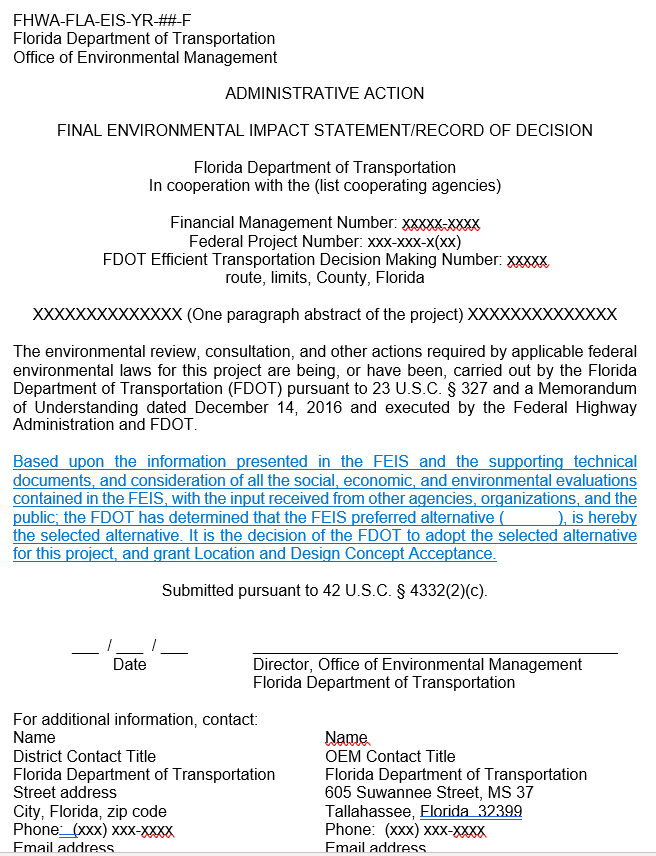 FHWA-FLA-EIS-YR-##-F
Florida Department of Transportation
Office of Environmental Management
ADMINISTRATIVE ACTION
FINAL ENVIRONMENTAL IMPACT STATEMENT/RECORD OF DECISION
Florida Department of Transportation
In cooperation with the (list cooperating agencies)
Financial Management Number: xxxxx-xxxx
Federal Project Number: xxx-xxx-x(xx)
FDOT Efficient Transportation Decision Making Number: xxxxx
route, limits, County, Florida
XXXXXXXXXXXXXX (One paragraph abstract of the project) XXXXXXXXXXXXXX
The environmental review, consultation, and other actions required by applicable federal
environmental laws for this project are being, or have been, carried out by the Florida
Department of Transportation (FDOT) pursuant to 23 U.S.C. § 327 and a Memorandum
of Understanding dated December 14, 2016 and executed by the Federal Highway
Administration and FDOT.
Based upon the information presented in the FEIS and the supporting technical
documents, and consideration of all the social, economic, and environmental evaluations
contained in the FEIS, with the input received from other agencies, organizations, and the
public; the FDOT has determined that the FEIS preferred alternative (          ), is hereby
the selected alternative. It is the decision of the FDOT to adopt the selected alternative
for this project, and grant Location and Design Concept Acceptance.
Submitted pursuant to 42 U.S.C. § 4332(2)(c).
___ / ___ / ___
Date
Director, Office of Environmental Management
Florida Department of Transportation
For additional information, contact:
Name
District Contact Title
Florida Department of Transportation
Street address
City, Florida, zip code
Phone: (xxx) xxx-xxxx
Email address
Name
OEM Contact Title
Florida Department of Transportation
605 Suwannee Street, MS 37
Tallahassee, Florida 32399
Phone: (xxx) xxx-xxxx
Email address